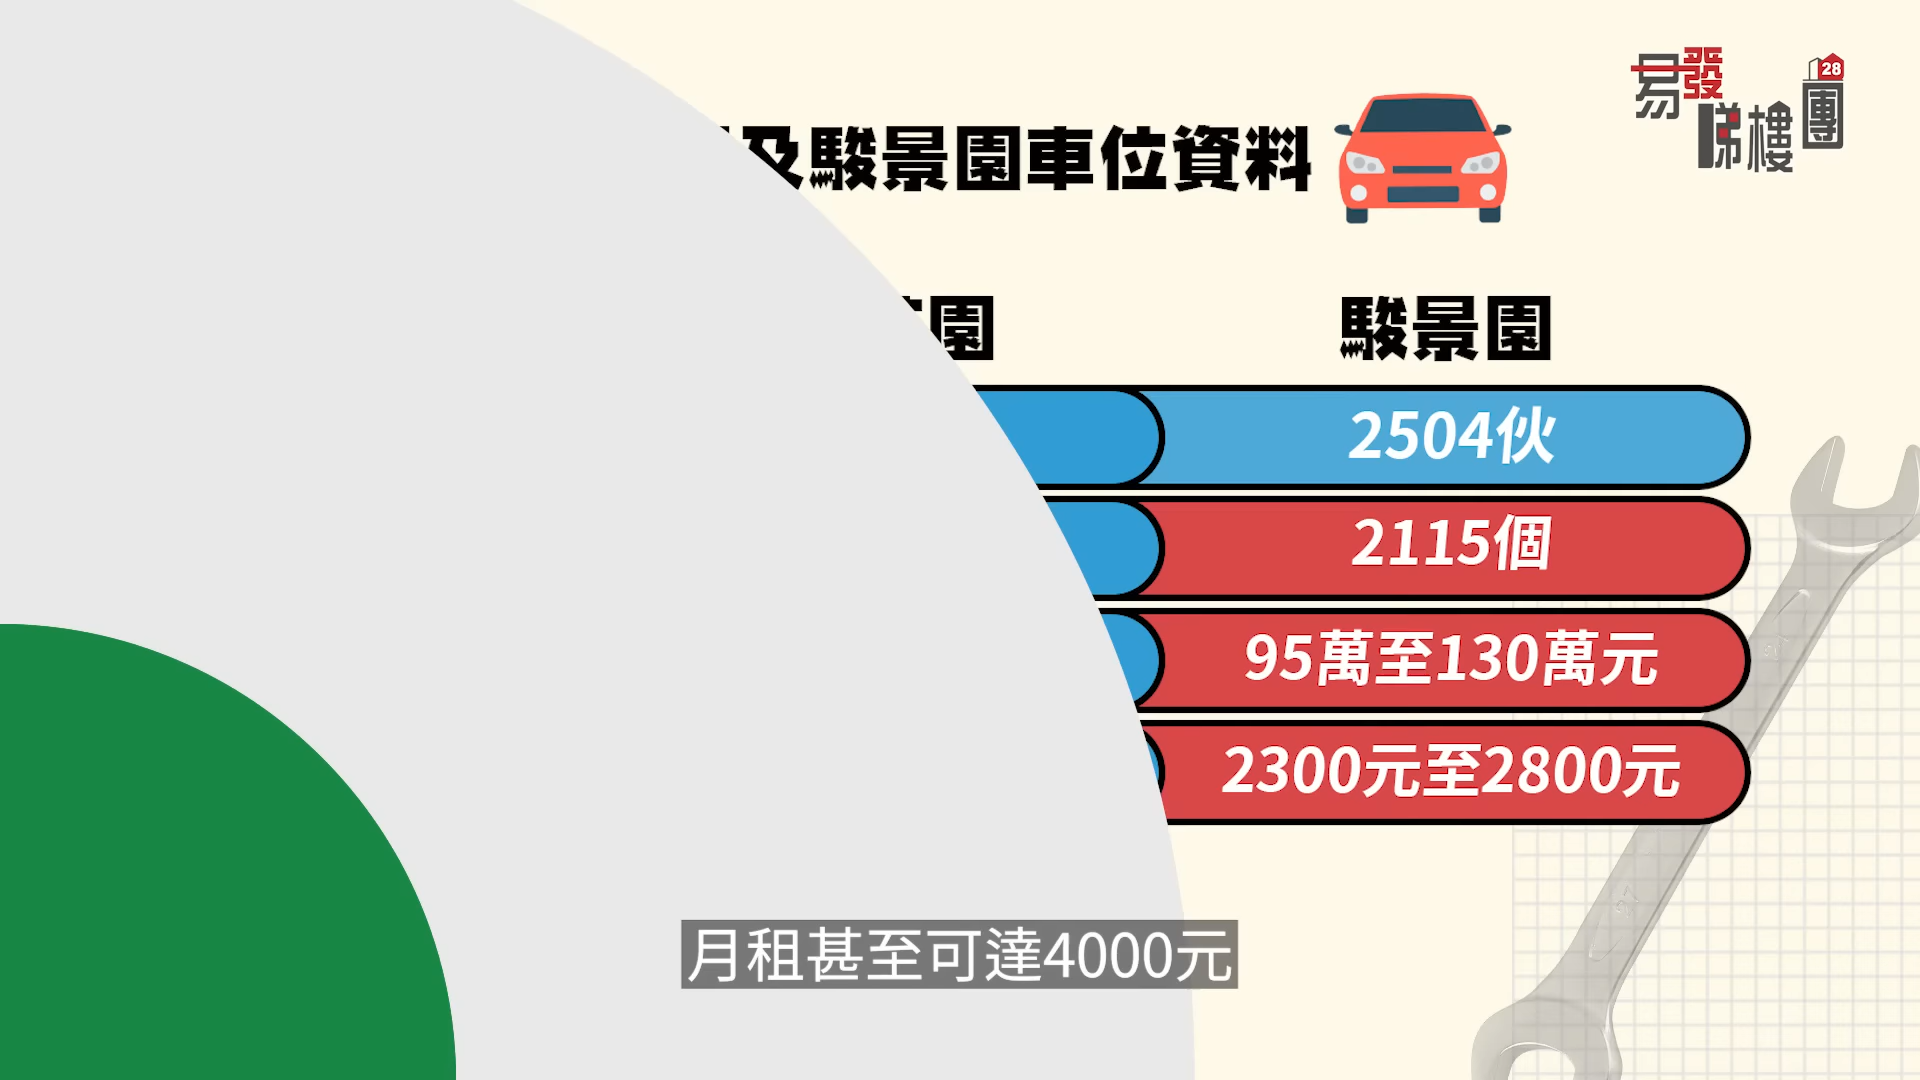 易發睇樓團
28
及駿景園車位資料
園
駿景園
2504伙
2115個
95萬至130萬元
2300元至2800元
月租甚至可達4000元